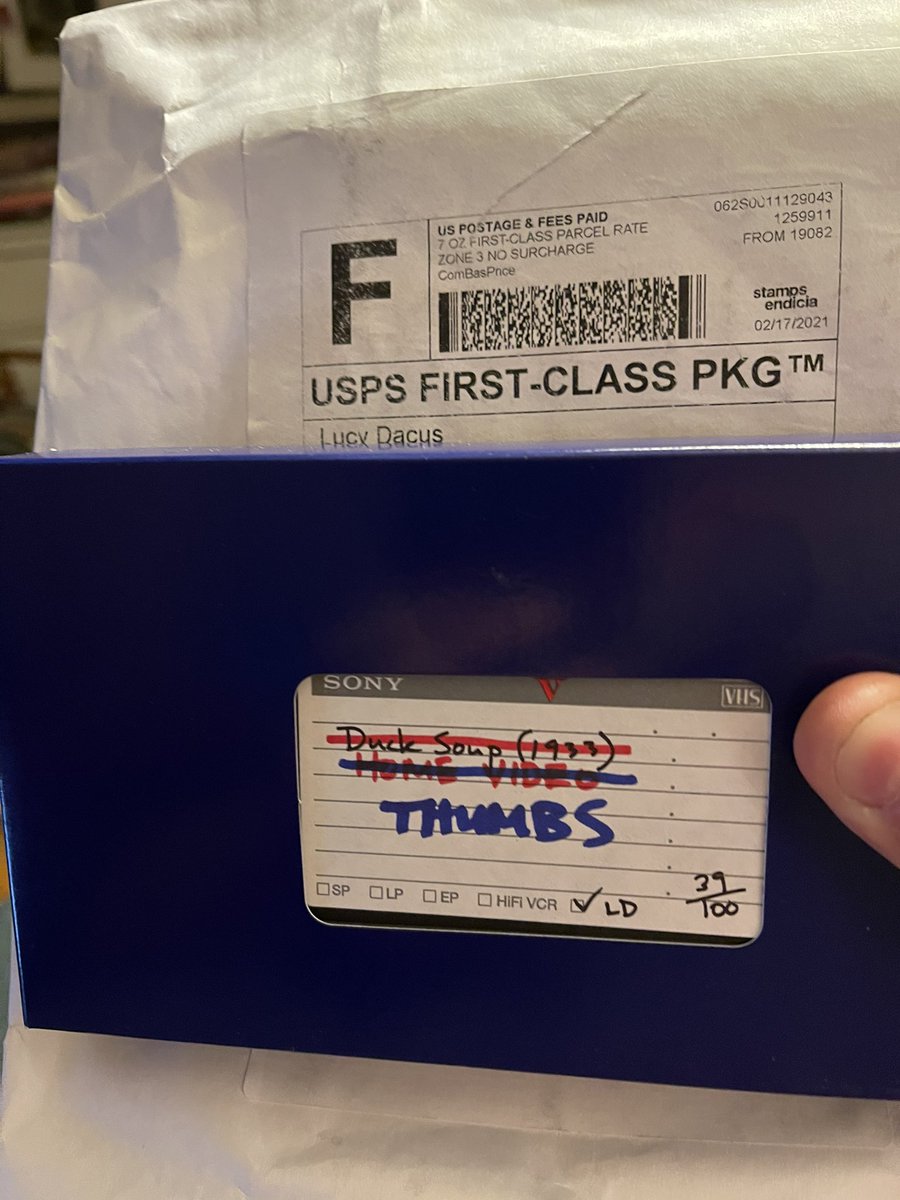 F
US POSTAGE & FEES PAID
7 OZ FIRST-CLASS PARCEL RATE
ZONE 3 NO SURCHARGE
ComBasPrice
062S0011129043
1259911
FROM 19082
stamps
endicia
02/17/2021
USPS FIRST-CLASS PKG™
Lucy Dacus
SONY
V
VHS
Duck Soup (1933)
HOME VIDEO
THUMBS
SP LP EP HiFi VCR LD
39/100